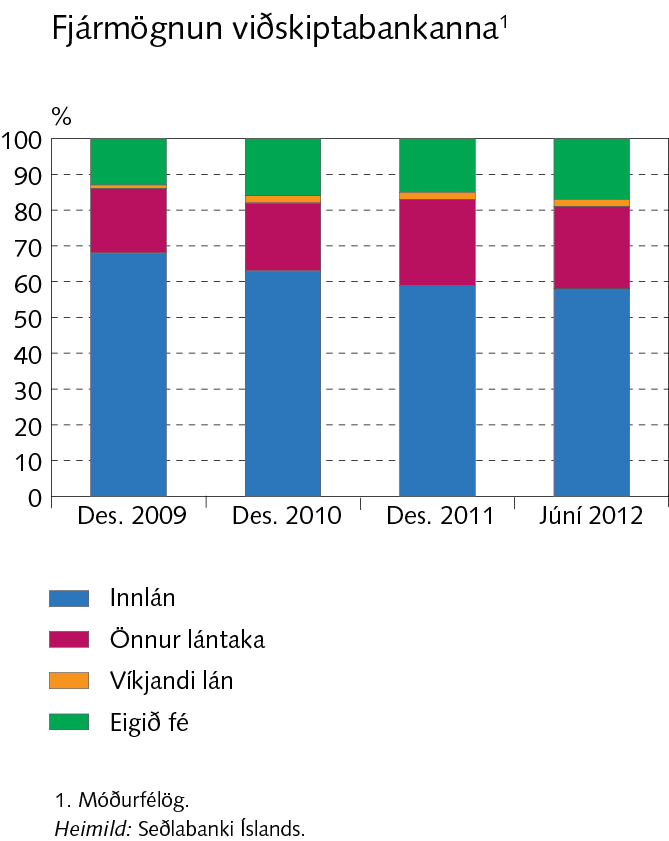 Fjármögnun viðskiptabankanna¹
%
100
90
80
70
60
50
40
30
20
10
0
Des. 2009 Des. 2010 Des. 2011 Júní 2012
Innlán
Önnur lántaka
Víkjandi lán
Eigið fé
1. Móðurfélög.
Heimild: Seðlabanki Íslands.